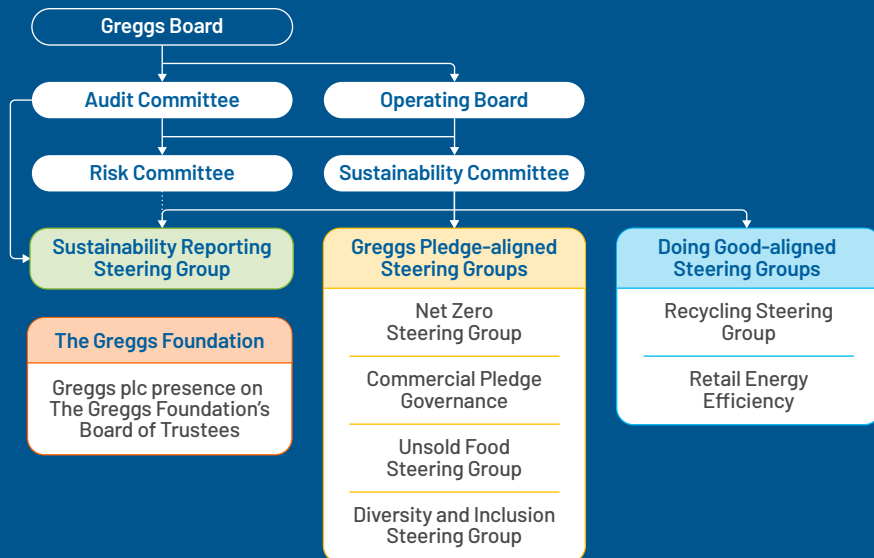 Greggs Board
Audit Committee
Operating Board
Risk Committee
Sustainability Committee
Sustainability Reporting
Steering Group
Greggs Pledge-aligned
Steering Groups
Net Zero
Steering Group
Commercial Pledge
Governance
Unsold Food
Steering Group
Diversity and Inclusion
Steering Group
Doing Good-aligned
Steering Groups
Recycling Steering
Group
Retail Energy
Efficiency
The Greggs Foundation
Greggs plc presence on
The Greggs Foundation’s
Board of Trustees